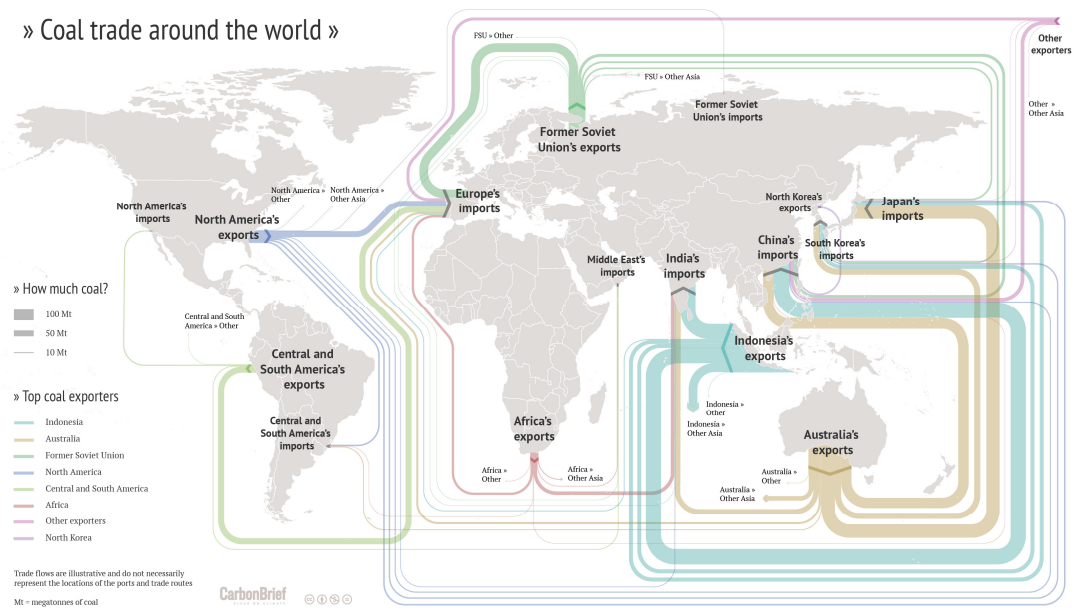 » Coal trade around the world »
FSU » Other
Other
exporters
FSU » Other Asia
Former Soviet
Union's imports
Other »
Other Asia
Former Soviet
Union's exports
North America »
Other
North America »
Other Asia
Europe's
imports
North America's
imports
North America's
exports
North Korea's
exports
Japan's
imports
China's
imports
South Korea's
imports
Middle East's
imports
India's
imports
» How much coal?
100 Mt
50 Mt
10 Mt
Central and South
America » Other
Central and
South America's
exports
Indonesia's
exports
» Top coal exporters
Indonesia
Australia
Former Soviet Union
North America
Central and South America
Africa
Other exporters
North Korea
Central and
South America's
imports
Africa's
exports
Indonesia »
Other
Indonesia »
Other Asia
Australia's
exports
Africa »
Other
Africa »
Other Asia
Australia »
Other
Australia »
Other Asia
Trade flows are illustrative and do not necessarily
represent the locations of the ports and trade routes
Mt = megatonnes of coal
CarbonBrief
CLEAR ON CLIMATE